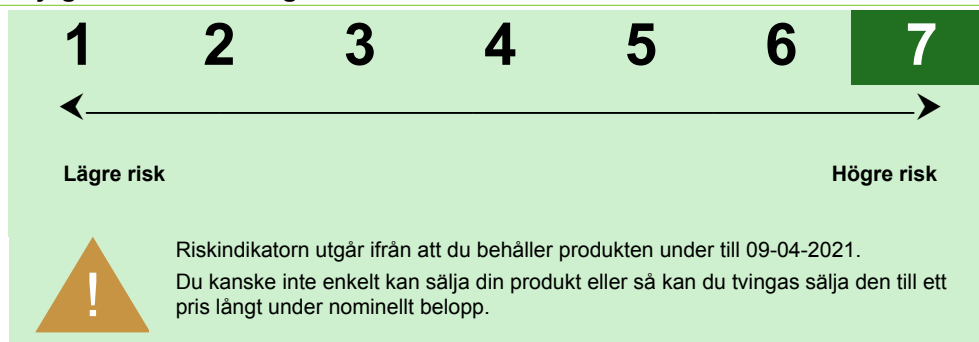 1 2 3 4 5 6 7
Lägre risk Högre risk
Riskindikatorn utgår ifrån att du behåller produkten under till 09-04-2021.
! Du kanske inte enkelt kan sälja din produkt eller så kan du tvingas sälja den till ett
pris långt under nominellt belopp.